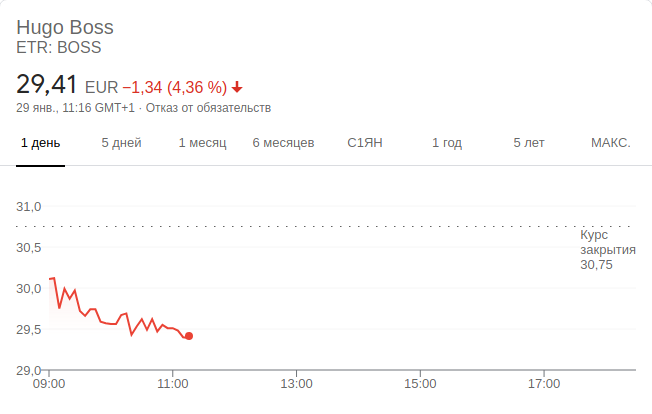 Hugo Boss
ETR: BOSS
29,41 EUR −1,34 (4,36 %)
29 янв., 11:16 GMT+1 · Отказ от обязательств
1 день 5 дней 1 месяц 6 месяцев С1ЯН 1 год 5 лет МАКС.
31,0
Курс
закрытия
30,75
30,5
30,0
29,5
29,0
09:00 11:00 13:00 15:00 17:00